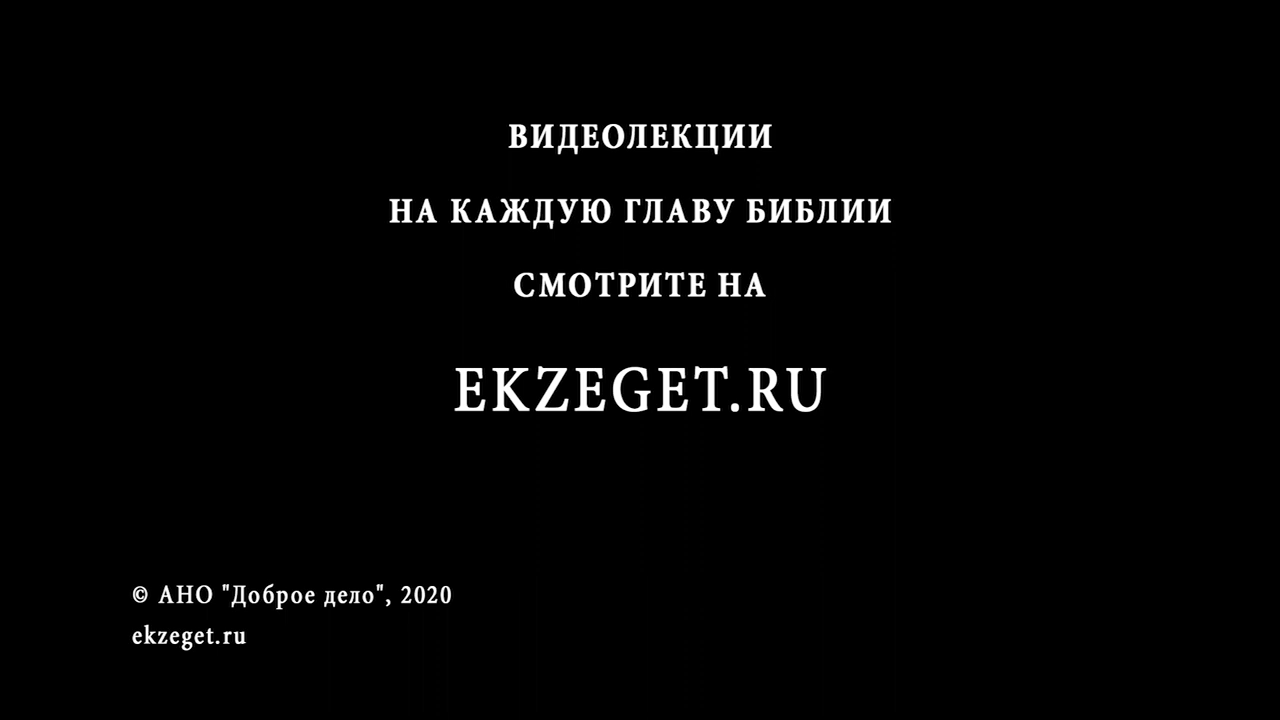 ВИДЕОЛЕКЦИИ
НА КАЖДУЮ ГЛАВУ БИБЛИИ
СМОТРИТЕ НА
EKZEGET.RU
© АНО "Доброе дело", 2020
ekzeget.ru